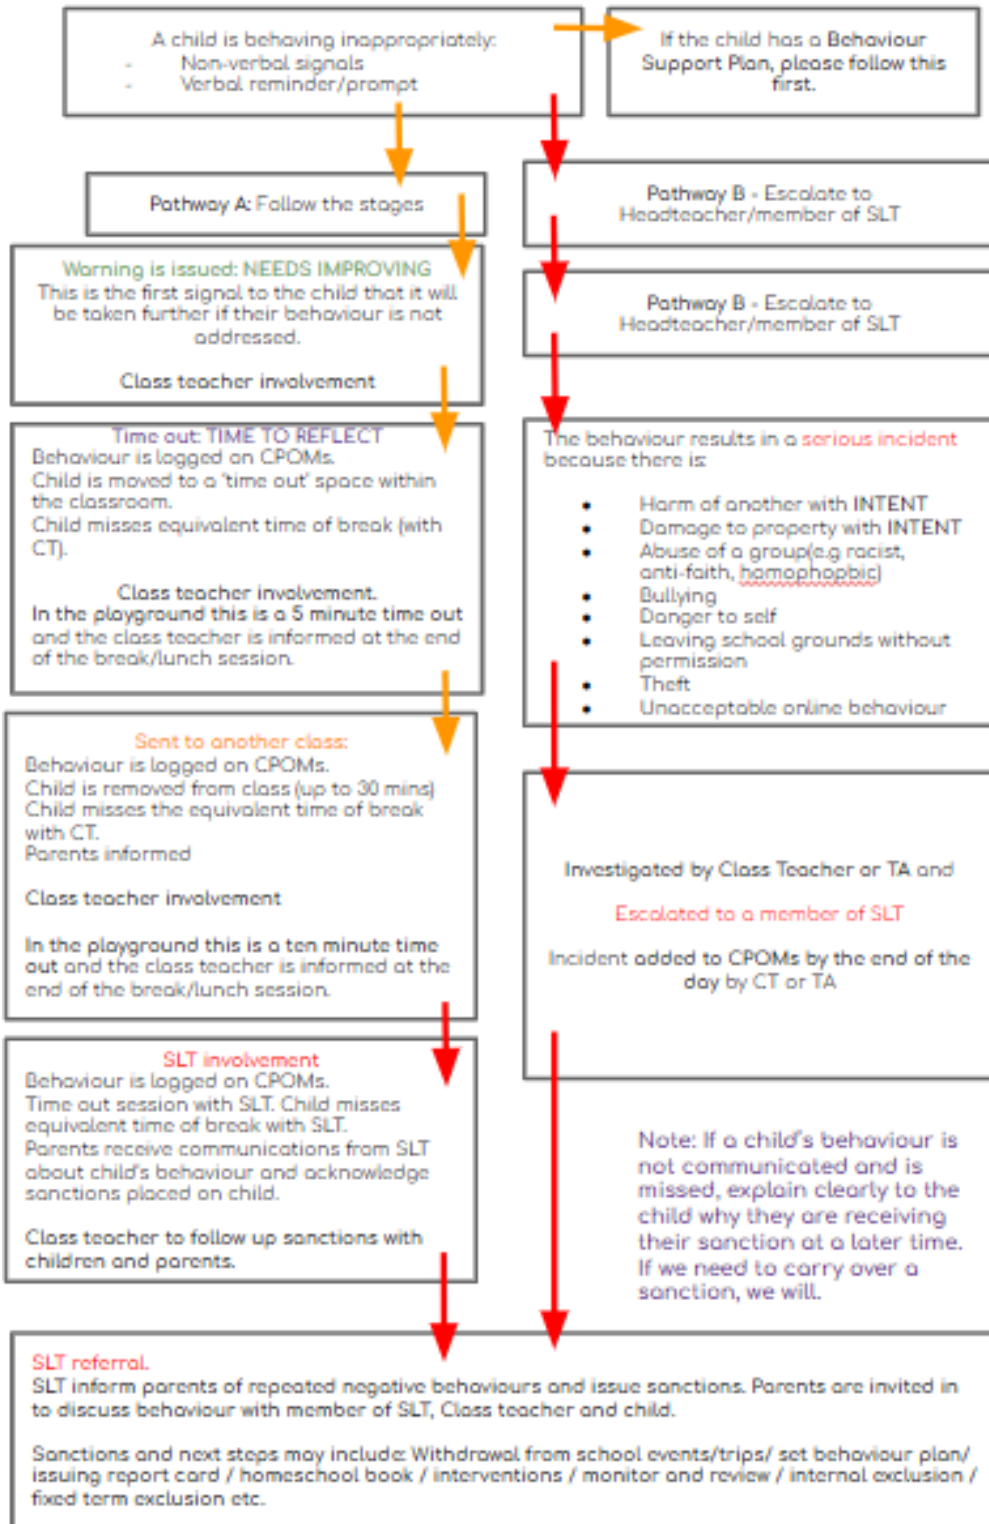 A child is behaving inappropriately:
- Non-verbal signals
- Verbal reminder/prompt
If the child has a Behaviour
Support Plan, please follow this
first.
Pathway A: Follow the stages
Warning is issued: NEEDS IMPROVING
This is the first signal to the child that it will
be taken further if their behaviour is not
addressed.
Class teacher involvement
Time out: TIME TO REFLECT
Behaviour is logged on CPOMs.
Child is moved to a 'time out' space within
the classroom.
Child misses equivalent time of break (with
CT).
Class teacher involvement.
In the playground this is a 5 minute time out
and the class teacher is informed at the end
of the break/lunch session.
Sent to another class:
Behaviour is logged on CPOMs.
Child is removed from class (up to 30 mins)
Child misses the equivalent time of break
with CT.
Parents informed
Class teacher involvement
In the playground this is a ten minute time
out and the class teacher is informed at the
end of the break/lunch session.
SLT involvement
Behaviour is logged on CPOMs.
Time out session with SLT. Child misses
equivalent time of break with SLT.
Parents receive communications from SLT
about child's behaviour and acknowledge
sanctions placed on child.
Class teacher to follow up sanctions with
children and parents.
Pathway B - Escalate to
Headteacher/member of SLT
Pathway B - Escalate to
Headteacher/member of SLT
The behaviour results in a serious incident
because there is:
• Harm of another with INTENT
• Damage to property with INTENT
• Abuse of a group(e.g racist,
anti-faith, homophopbic)
• Bullying
• Danger to self
• Leaving school grounds without
permission
• Theft
• Unacceptable online behaviour
Investigated by Class Teacher or TA and
Escalated to a member of SLT
Incident added to CPOMs by the end of the
day by CT or TA
Note: If a child's behaviour is
not communicated and is
missed, explain clearly to the
child why they are receiving
their sanction at a later time.
If we need to carry over a
sanction, we will.
SLT referral.
SLT inform parents of repeated negative behaviours and issue sanctions. Parents are invited in
to discuss behaviour with member of SLT, Class teacher and child.
Sanctions and next steps may include: Withdrawal from school events/trips/ set behaviour plan/
issuing report card / homeschool book / interventions / monitor and review / internal exclusion /
fixed term exclusion etc.